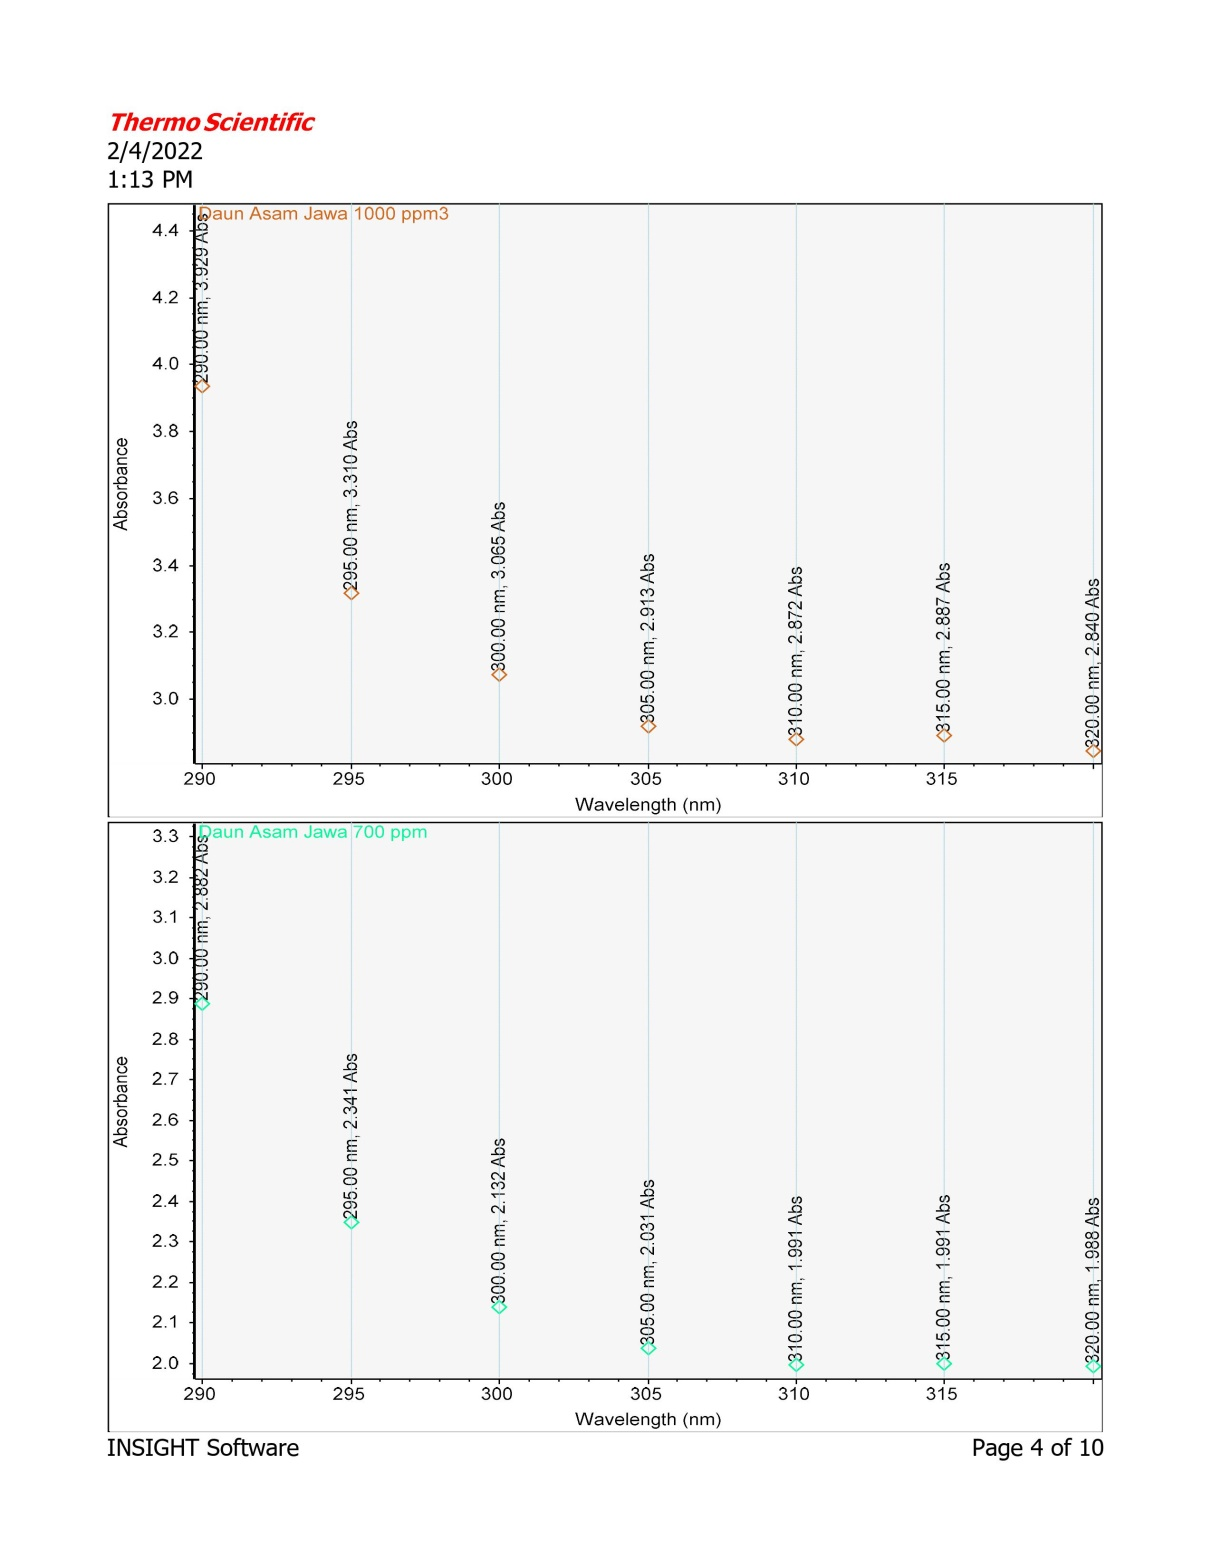 Thermo Scientific
2/4/2022
1:13 PM
Daun Asam Jawa 1000 ppm3
4.4
4.2
4.0
3.8
3.6
3.4
3.2
3.0
Absorbance
290.00 nm, 3.929 Abs
295.00 nm, 3.310 Abs
300.00 nm, 3.065 Abs
305.00 nm, 2.913 Abs
310.00 nm, 2.872 Abs
315.00 nm, 2.887 Abs
320.00 nm, 2.840 Abs
290 295 300 305 310 315
Wavelength (nm)
Daun Asam Jawa 700 ppm
3.3
3.2
3.1
3.0
2.9
2.8
2.7
2.6
2.5
2.4
2.3
2.2
2.1
2.0
Absorbance
290.00 nm, 2.882 Abs
295.00 nm, 2.341 Abs
300.00 nm, 2.132 Abs
305.00 nm, 2.031 Abs
310.00 nm, 1.991 Abs
315.00 nm, 1.991 Abs
320.00 nm, 1.988 Abs
290 295 300 305 310 315
Wavelength (nm)
INSIGHT Software
Page 4 of 10